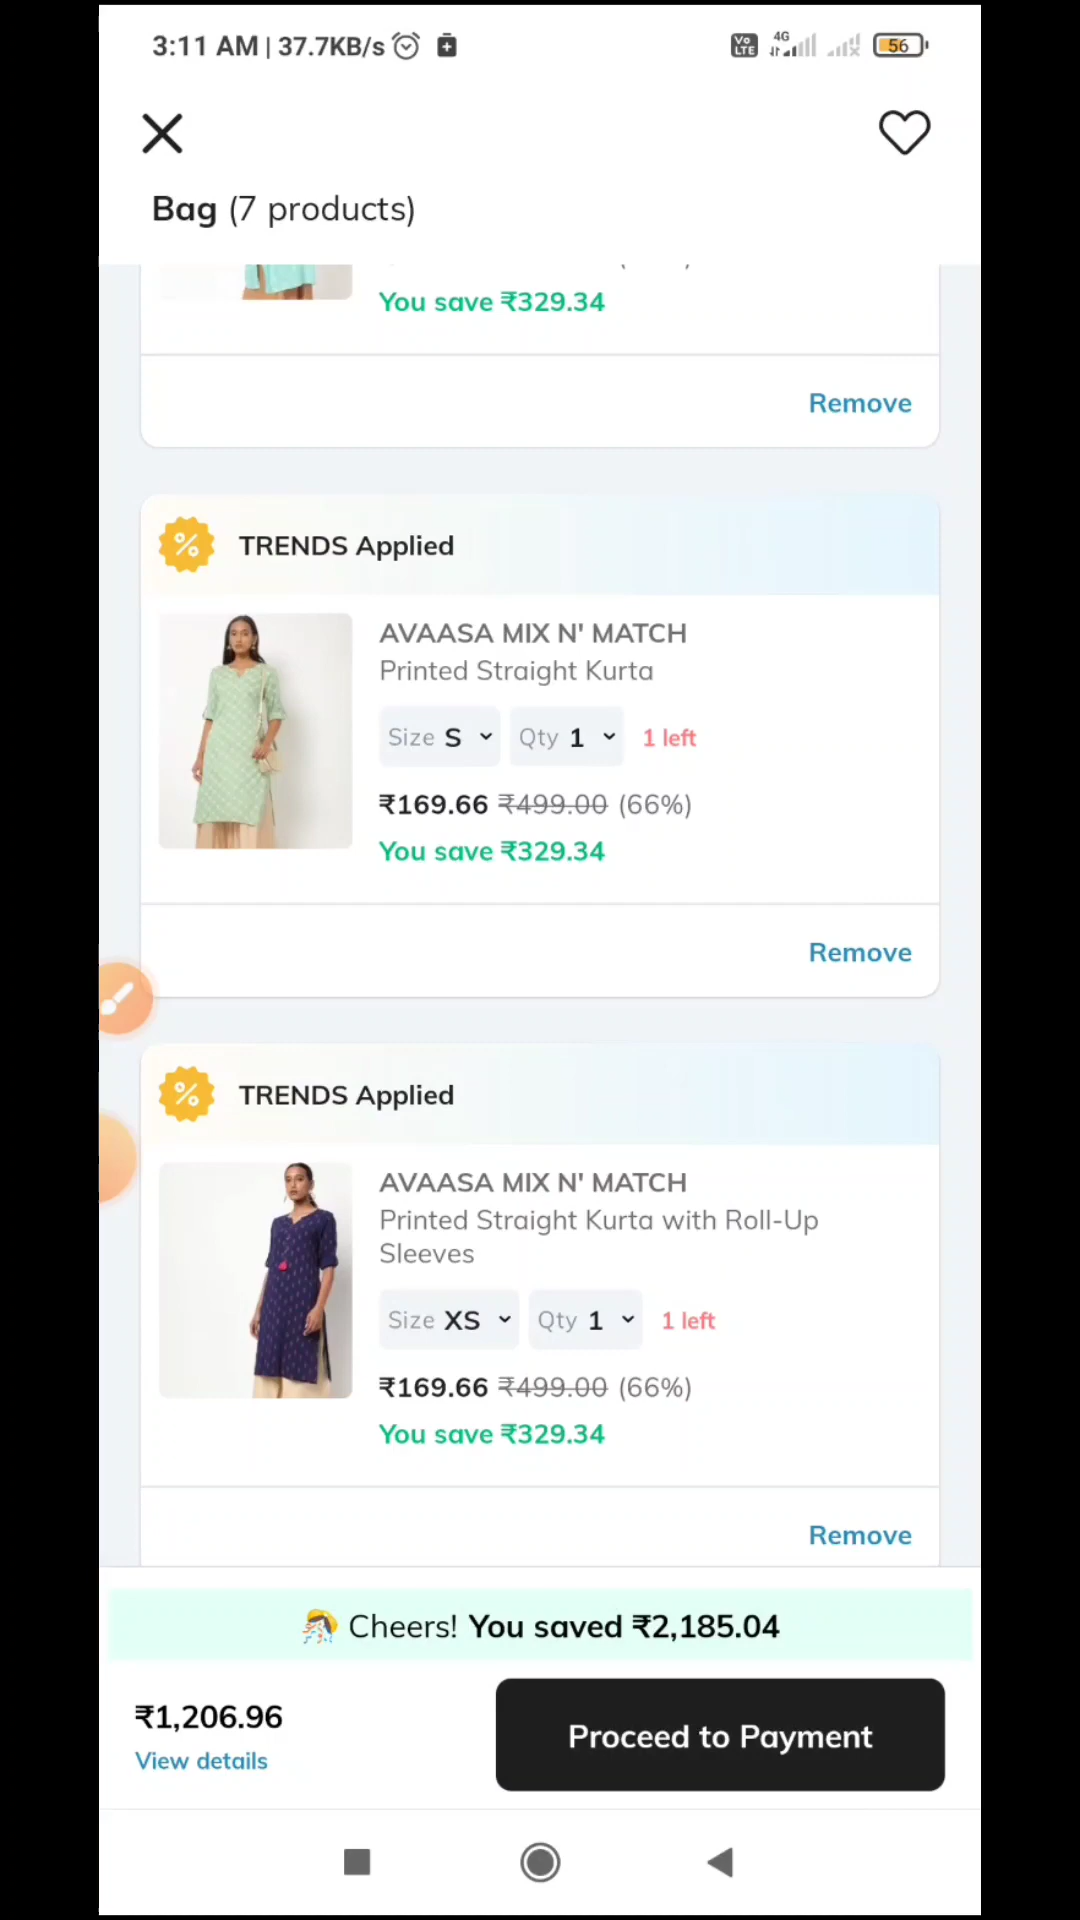 3:11 AM | 37.7KB/s
Vo LTE 4G 56
Bag (7 products)
You save ₹329.34
Remove
TRENDS Applied
AVAASA MIX N' MATCH
Printed Straight Kurta
Size S Qty 1 1 left
₹169.66 ₹499.00 (66%)
You save ₹329.34
Remove
TRENDS Applied
AVAASA MIX N' MATCH
Printed Straight Kurta with Roll-Up
Sleeves
Size XS Qty 1 1 left
₹169.66 ₹499.00 (66%)
You save ₹329.34
Remove
Cheers! You saved ₹2,185.04
₹1,206.96
View details
Proceed to Payment